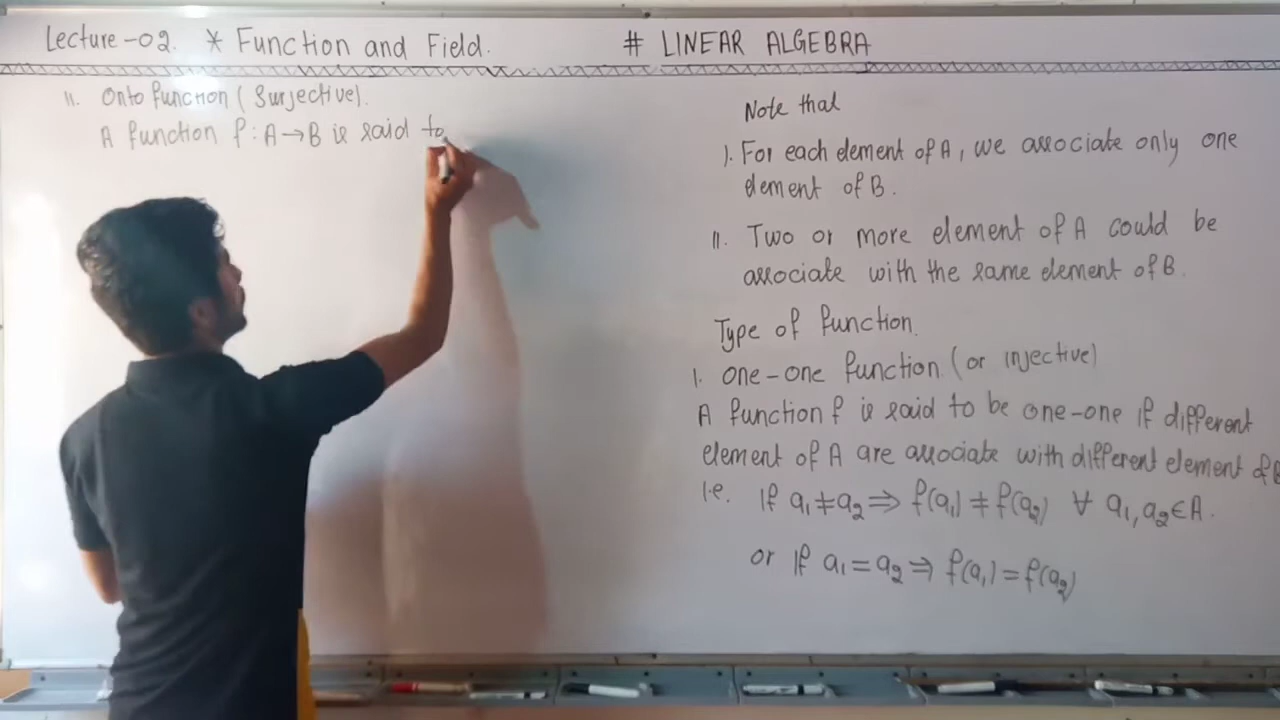 Lecture-02. * Function and Field. # LINEAR ALGEBRA
II. Onto function (Surjective).
A function f: A→B is said to
Note that
I. For each element of A, we associate only one
element of B.
II. Two or more element of A could be
associate with the same element of B.
Type of function.
I. one-one function (or injective)
A function f is said to be one-one if different
element of A are associate with different element of B
i.e. If a₁≠a₂ ⇒ f(a₁) ≠ f(a₂) ∀ a₁, a₂ ∈ A.
or If a₁ = a₂ ⇒ f(a₁) = f(a₂)